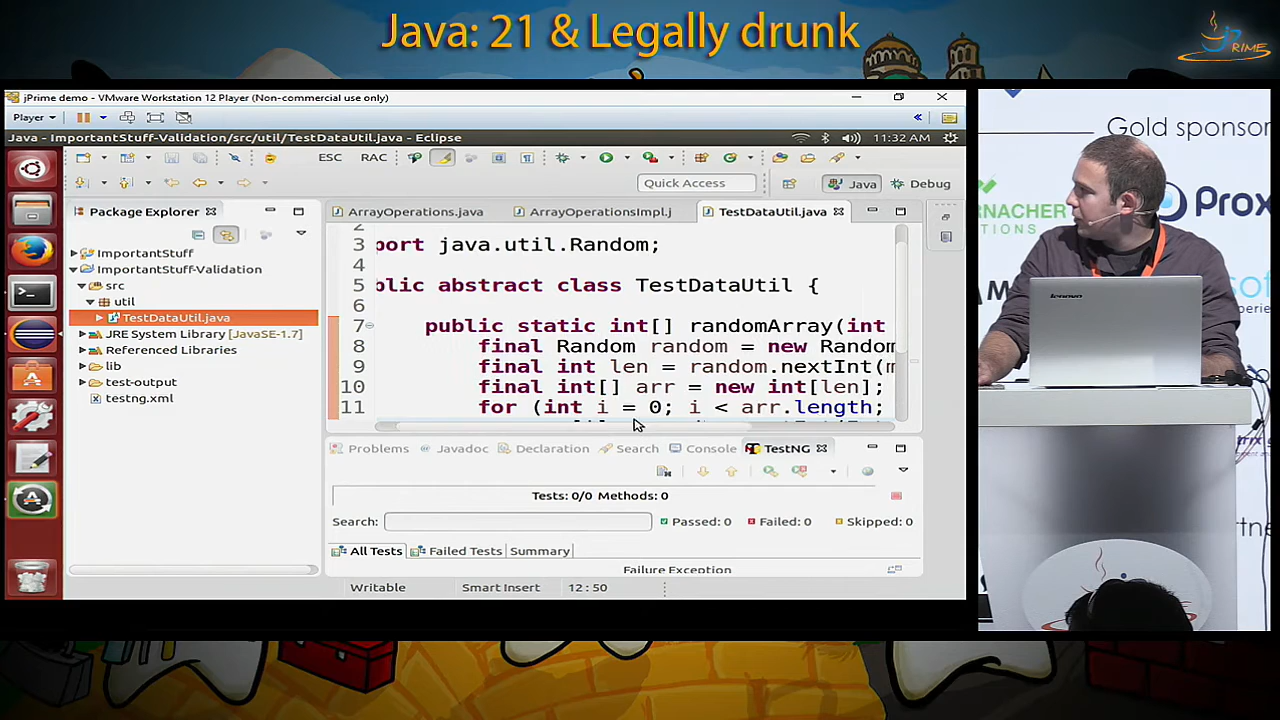 Java: 21 & Legally drunk
JPRIME
jPrime demo - VMware Workstation 12 Player (Non-commercial use only)
Player
Java - ImportantStuff-Validation/src/util/TestDataUtil.java - Eclipse
11:32 AM
ESC RAC
Quick Access
Java
Debug
Package Explorer
ImportantStuff
ImportantStuff-Validation
src
util
TestDataUtil.java
JRE System Library [JavaSE-1.7]
Referenced Libraries
lib
test-output
testng.xml
ArrayOperations.java
ArrayOperationsImpl.j
TestDataUtil.java
2
3 port java.util.Random;
4
5 blic abstract class TestDataUtil {
6
7 public static int[] randomArray(int
8 final Random random = new Random
9 final int len = random.nextInt(m
10 final int[] arr = new int[len];
11 for (int i = 0; i < arr.length;
Problems
Javadoc
Declaration
Search
Console
TestNG
Tests: 0/0 Methods: 0
Search:
Passed: 0
Failed: 0
Skipped: 0
All Tests
Failed Tests
Summary
Failure Exception
Writable
Smart Insert
12 : 50
Gold sponsor
Prox
lenovo